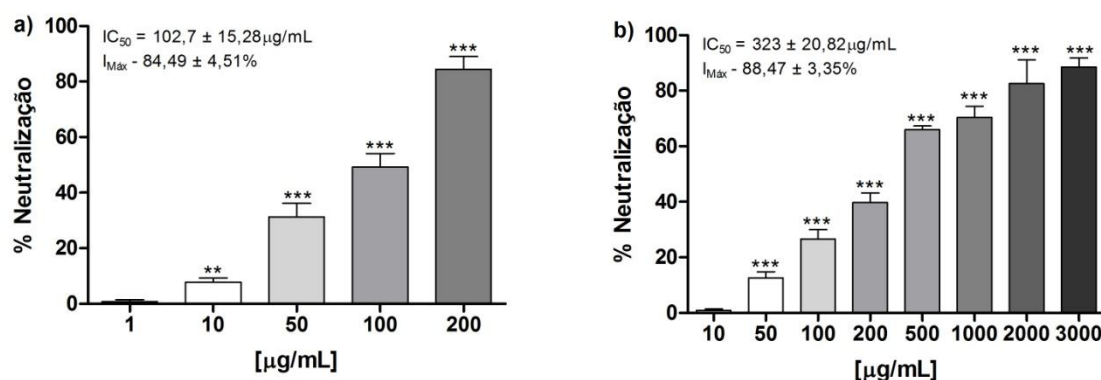 a)
IC50 = 102,7 ± 15,28µg/mL
IMáx - 84,49 ± 4,51%
% Neutralização
100
80
60
40
20
0
**
***
***
***
1 10 50 100 200
[µg/mL]
b)
IC50 = 323 ± 20,82µg/mL
IMáx - 88,47 ± 3,35%
% Neutralização
100
80
60
40
20
0
***
***
***
***
***
***
***
10 50 100 200 500 1000 2000 3000
[µg/mL]